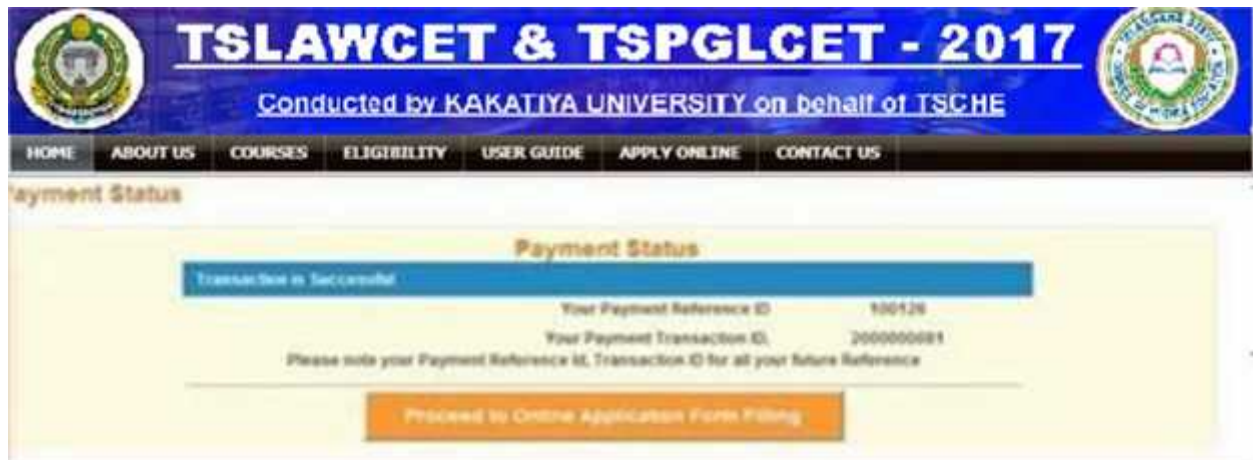 TSLAWCET & TSPGLCET - 2017
Conducted by KAKATIYA UNIVERSITY on behalf of TSCHE
HOME ABOUT US COURSES ELIGIBILITY USER GUIDE APPLY ONLINE CONTACT US
ayment Status
Payment Status
Transaction is Successful
Your Payment Reference ID 100126
Your Payment Transaction ID.
Please note your Payment Reference Id, Transaction ID for all your future Reference
Proceed to Online Application Form Filling